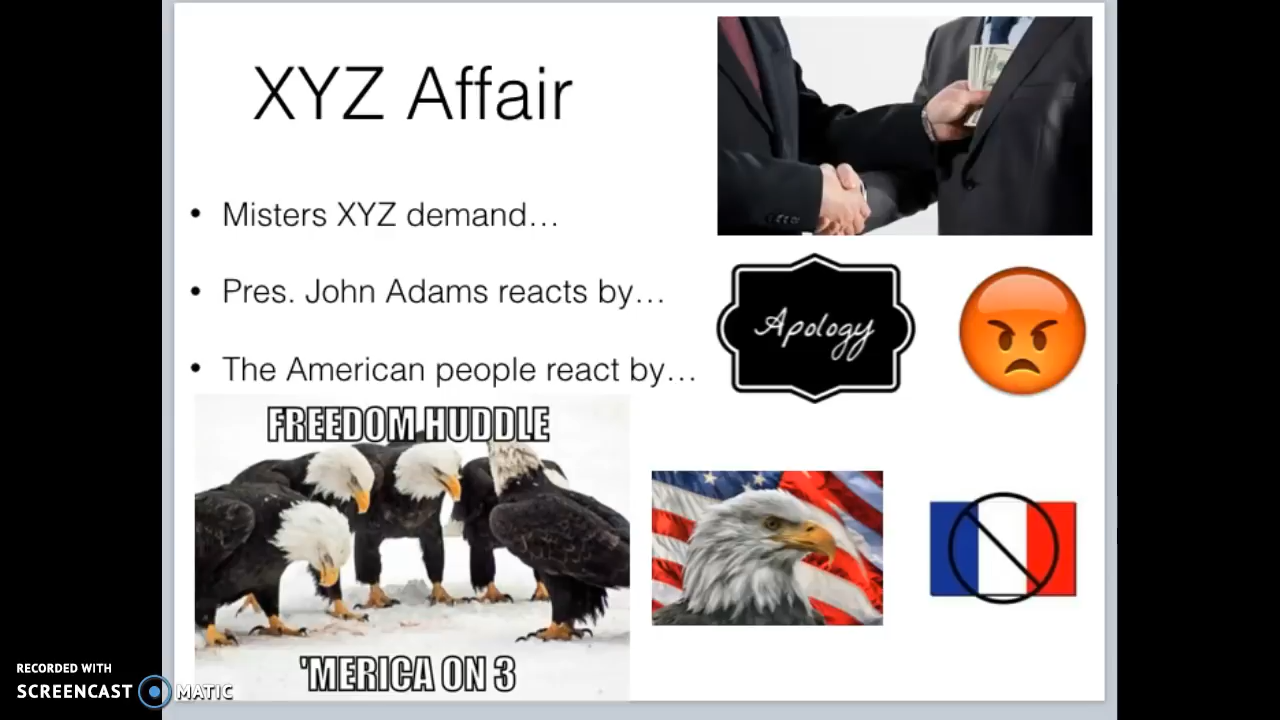 XYZ Affair
• Misters XYZ demand…
• Pres. John Adams reacts by…
• The American people react by…
Apology
FREEDOM HUDDLE
'MERICA ON 3
RECORDED WITH
SCREENCAST MATIC